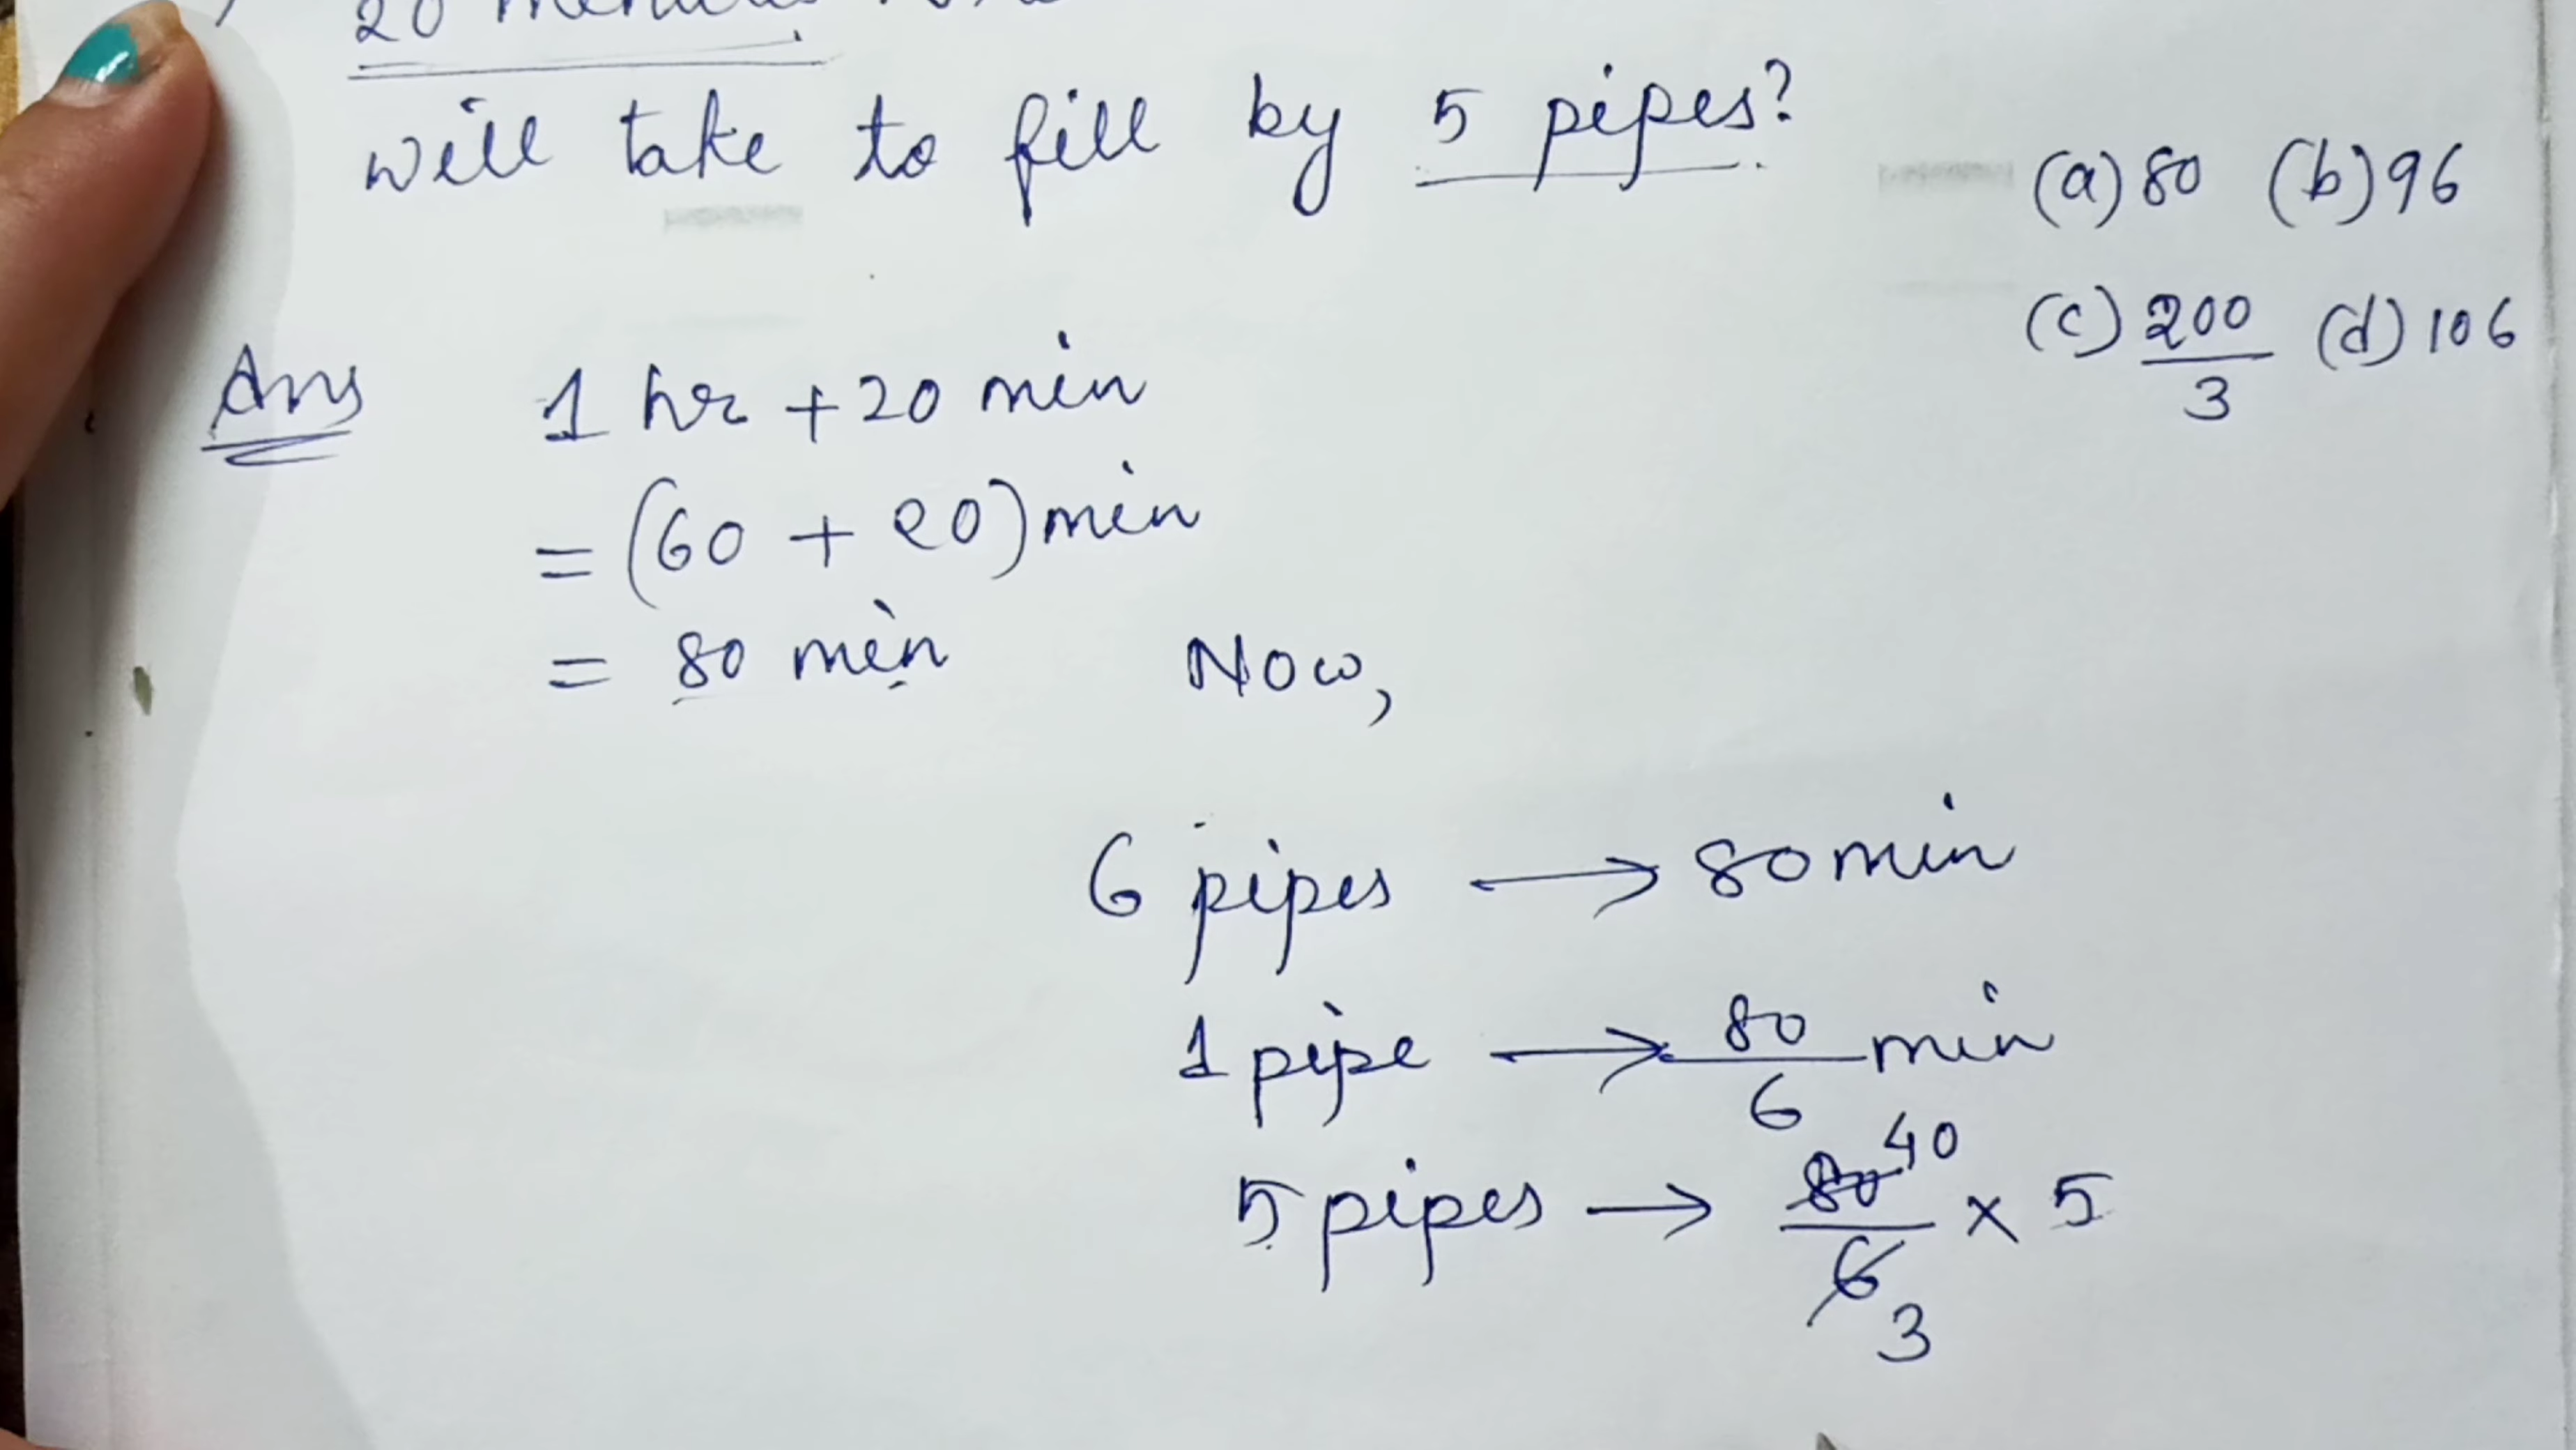 20
will take to fill by 5 pipes?
(a) 80 (b) 96
(c) 200/3 (d) 106
Ans 1 hr + 20 min
= (60 + 20) min
= 80 min Now,
6 pipes → 80 min
1 pipe → 80/6 min
5 pipes → 80/6 × 5
40
3